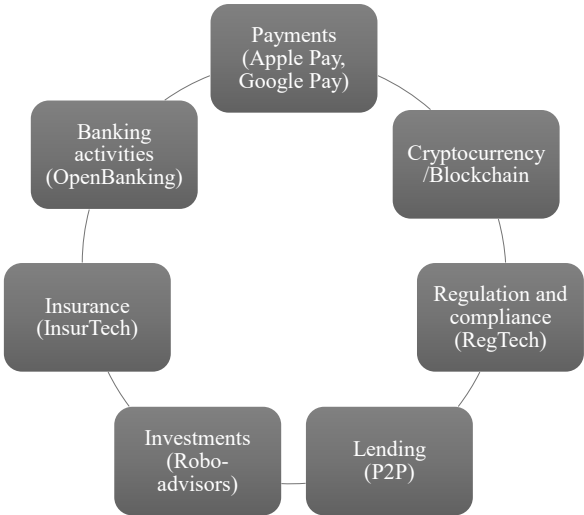 Payments
(Apple Pay,
Google Pay)
Cryptocurrency
/Blockchain
Regulation and
compliance
(RegTech)
Lending
(P2P)
Investments
(Robo-
advisors)
Insurance
(InsurTech)
Banking
activities
(OpenBanking)